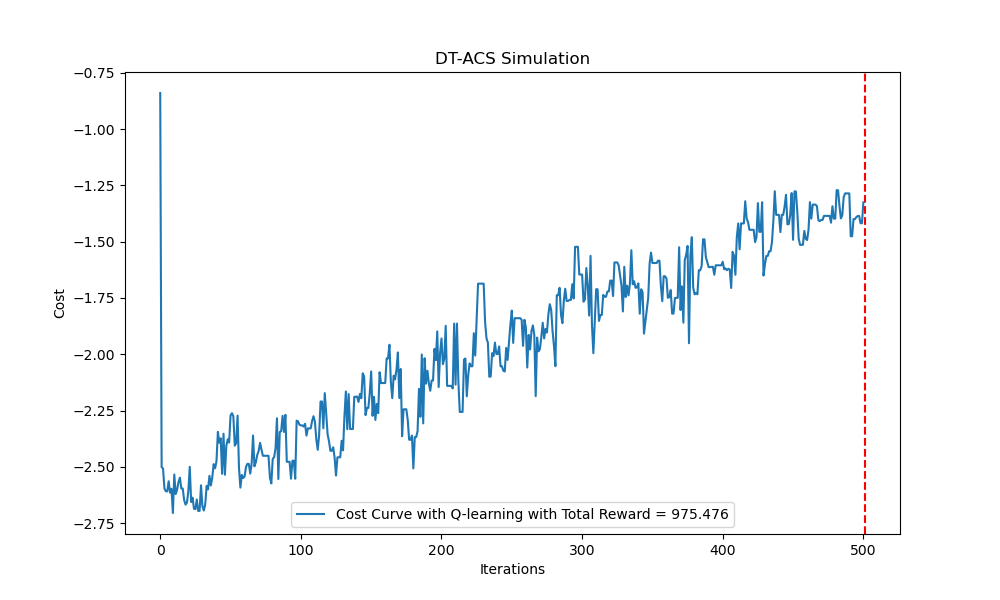 DT-ACS Simulation
−0.75
−1.00
−1.25
−1.50
−1.75
−2.00
−2.25
−2.50
−2.75
Cost
Cost Curve with Q-learning with Total Reward = 975.476
0 100 200 300 400 500
Iterations